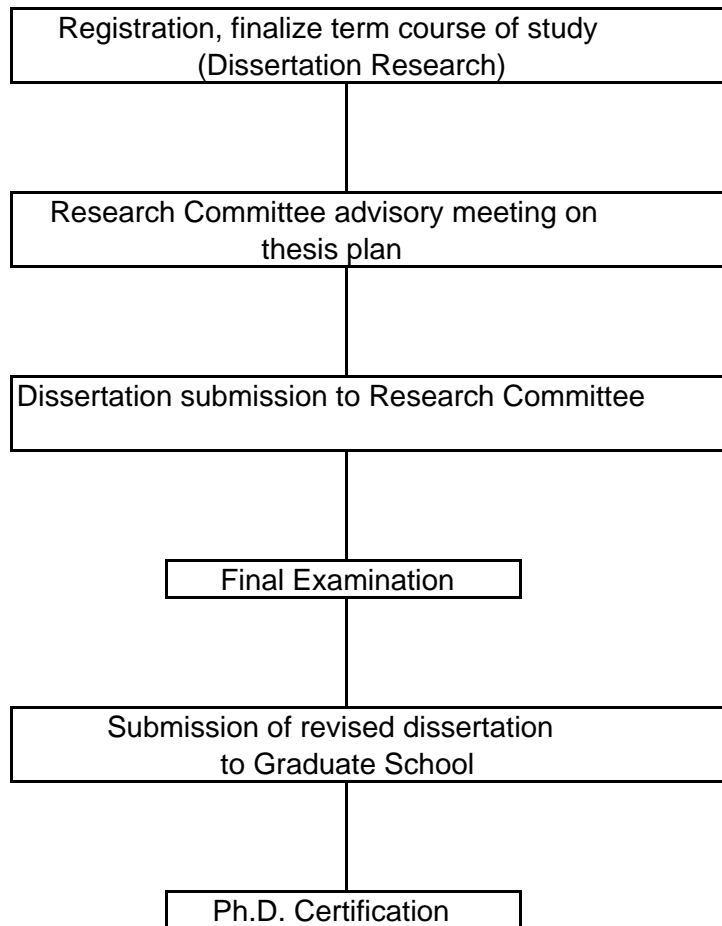 Registration, finalize term course of study
(Dissertation Research)
Research Committee advisory meeting on
thesis plan
Dissertation submission to Research Committee
Final Examination
Submission of revised dissertation
to Graduate School
Ph.D. Certification